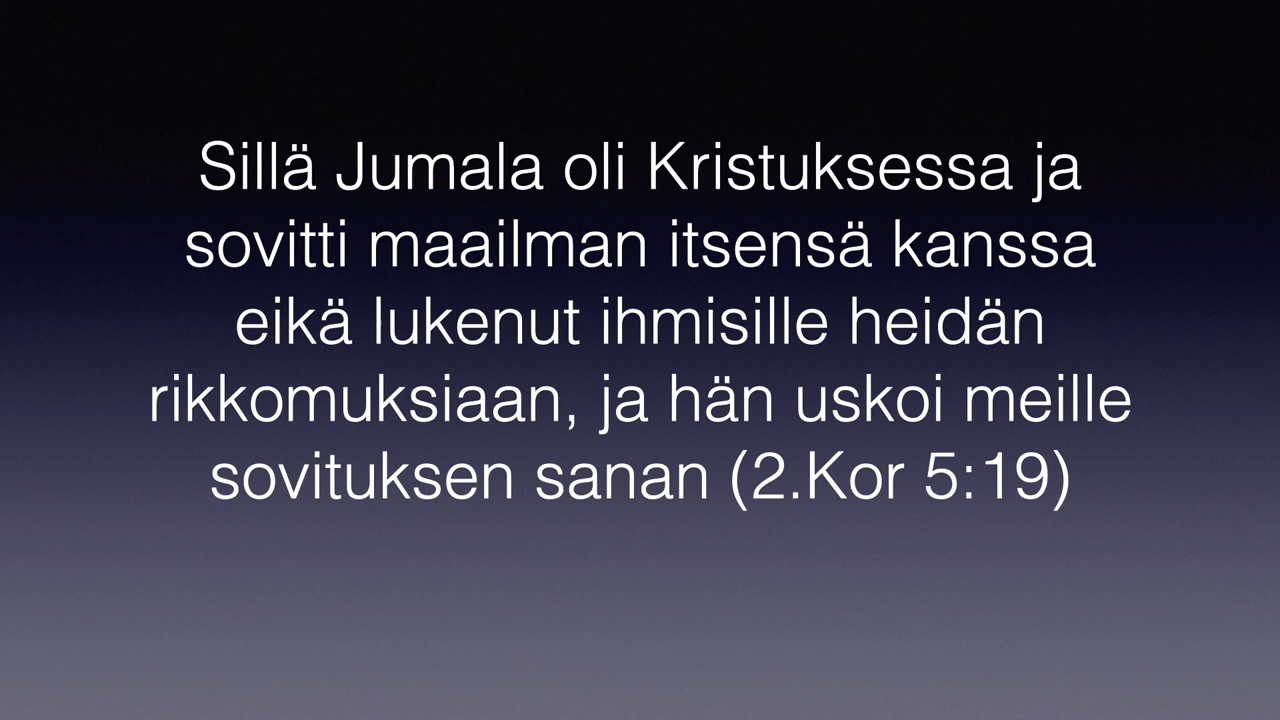 Sillä Jumala oli Kristuksessa ja
sovitti maailman itsensä kanssa
eikä lukenut ihmisille heidän
rikkomuksiaan, ja hän uskoi meille
sovituksen sanan (2.Kor 5:19)